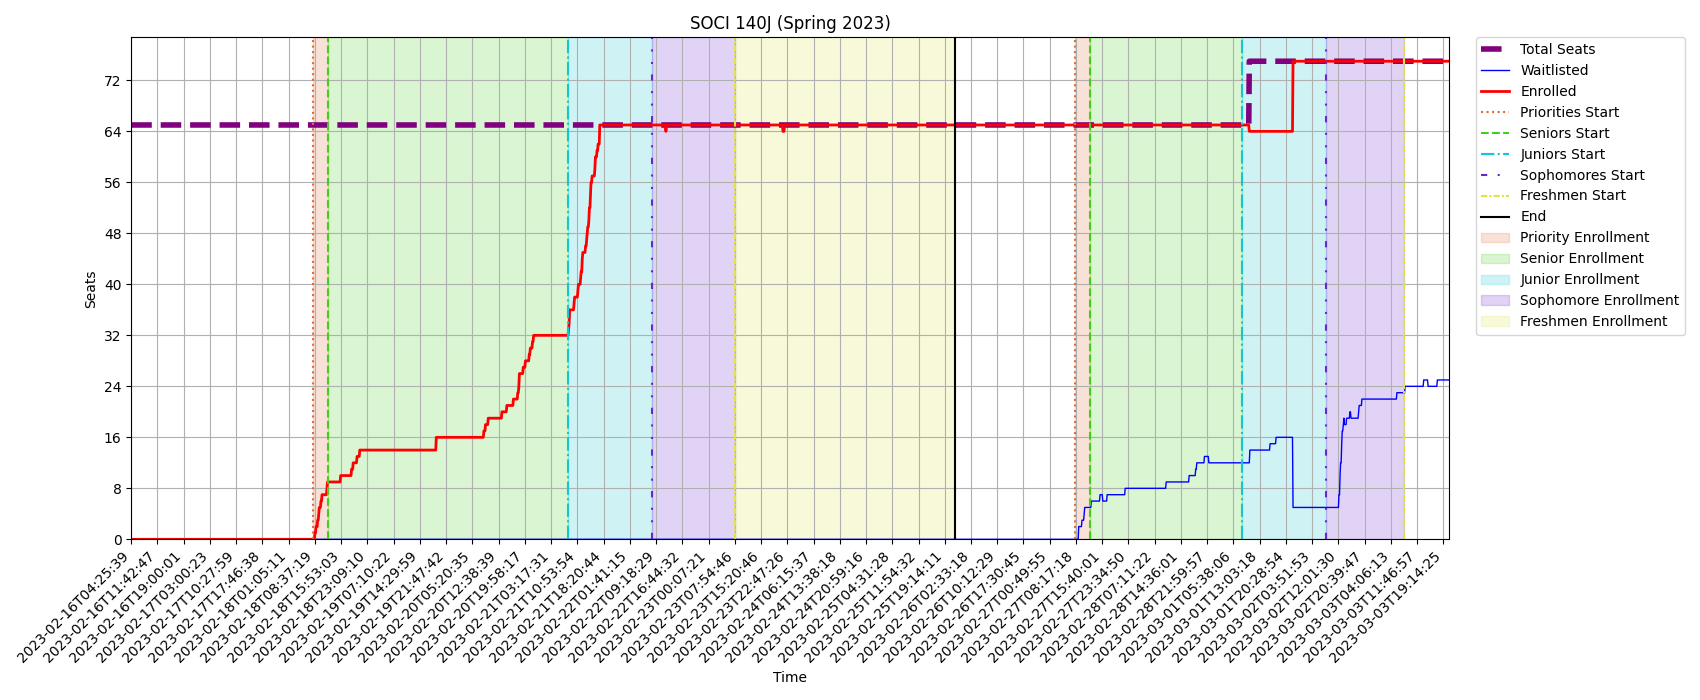 SOCI 140J (Spring 2023)
Seats
72
64
56
48
40
32
24
16
8
0
2023-02-16T04:25:39
2023-02-16T11:42:47
2023-02-16T19:00:01
2023-02-17T03:00:23
2023-02-17T10:27:59
2023-02-17T17:46:38
2023-02-18T01:05:11
2023-02-18T08:37:19
2023-02-18T15:53:03
2023-02-18T23:09:10
2023-02-19T07:10:22
2023-02-19T14:29:59
2023-02-19T21:47:42
2023-02-20T05:20:35
2023-02-20T12:38:39
2023-02-20T19:58:17
2023-02-21T03:17:31
2023-02-21T10:53:54
2023-02-21T18:20:44
2023-02-22T01:41:15
2023-02-22T09:18:29
2023-02-22T16:44:32
2023-02-23T00:07:21
2023-02-23T07:54:46
2023-02-23T15:20:46
2023-02-23T22:47:26
2023-02-24T06:15:37
2023-02-24T13:38:18
2023-02-24T20:59:16
2023-02-25T04:31:28
2023-02-25T11:54:32
2023-02-25T19:14:11
2023-02-26T02:33:18
2023-02-26T10:12:29
2023-02-26T17:30:45
2023-02-27T00:49:55
2023-02-27T08:17:18
2023-02-27T15:40:01
2023-02-27T23:34:50
2023-02-28T07:11:22
2023-02-28T14:36:01
2023-02-28T21:59:57
2023-03-01T05:38:06
2023-03-01T13:03:18
2023-03-01T20:28:54
2023-03-02T03:51:53
2023-03-02T12:01:30
2023-03-02T20:39:47
2023-03-03T04:06:13
2023-03-03T11:46:57
2023-03-03T19:14:25
Time
Total Seats
Waitlisted
Enrolled
Priorities Start
Seniors Start
Juniors Start
Sophomores Start
Freshmen Start
End
Priority Enrollment
Senior Enrollment
Junior Enrollment
Sophomore Enrollment
Freshmen Enrollment